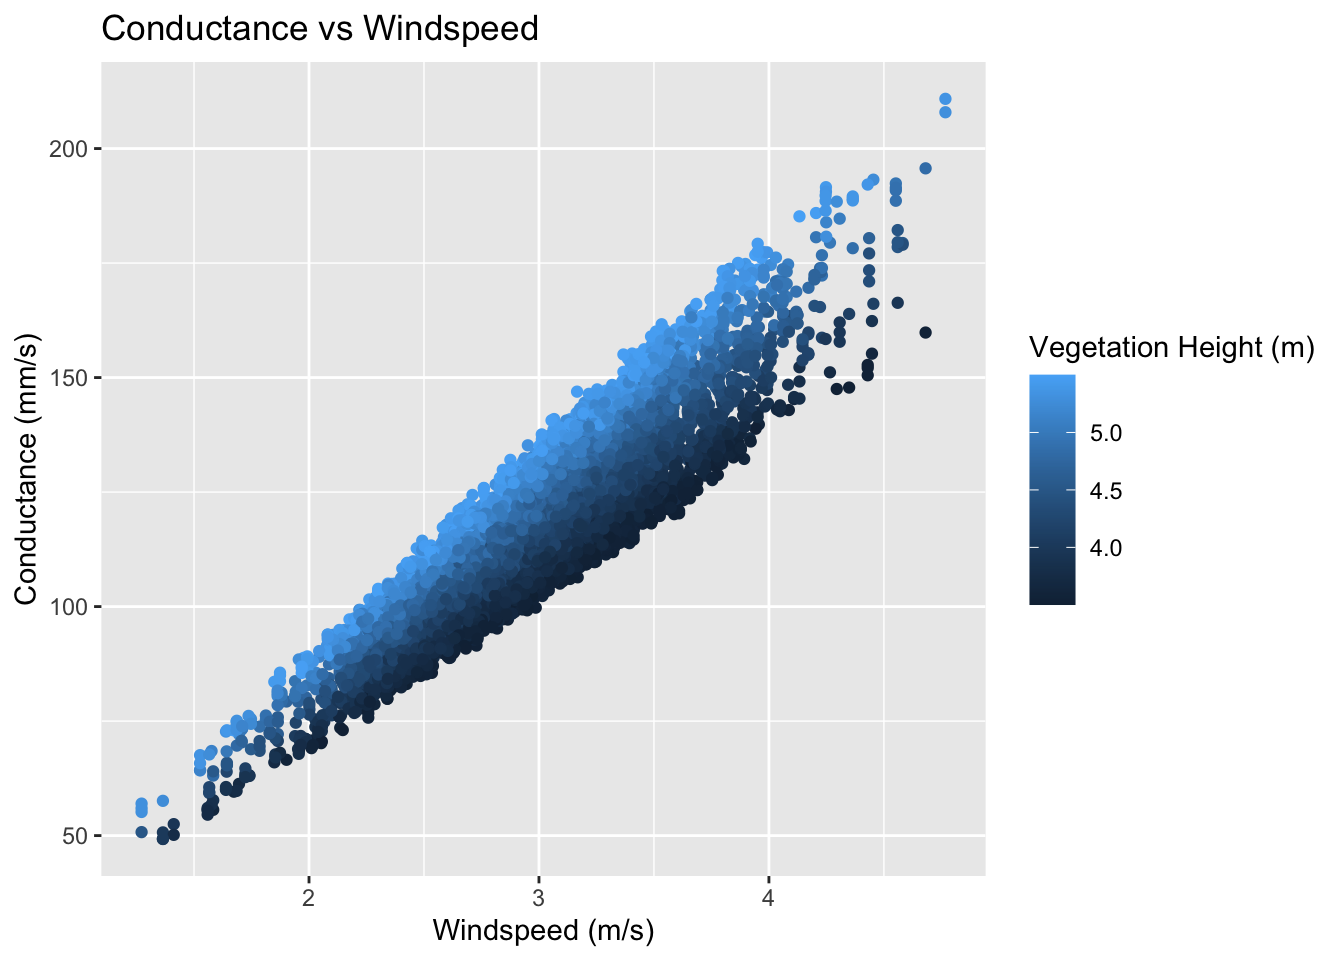 Conductance vs Windspeed
Conductance (mm/s)
200
150
100
50
2
3
4
Windspeed (m/s)
Vegetation Height (m)
5.0
4.5
4.0